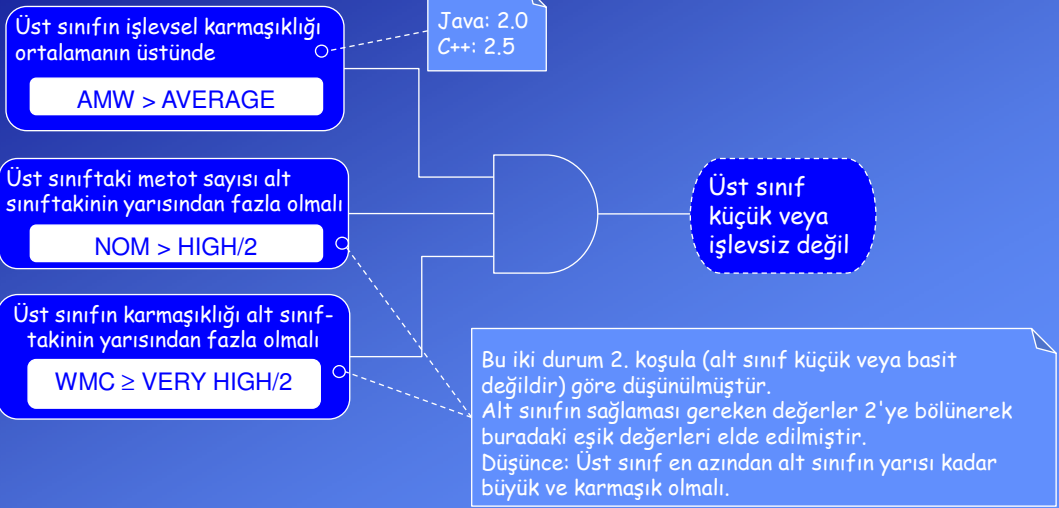 Üst sınıfın işlevsel karmaşıklığı
ortalamanın üstünde
AMW > AVERAGE
Java: 2.0
C++: 2.5
Üst sınıftaki metot sayısı alt
sınıftakinin yarısından fazla olmalı
NOM > HIGH/2
Üst sınıfın karmaşıklığı alt sınıf-
takinin yarısından fazla olmalı
WMC ≥ VERY HIGH/2
Üst sınıf
küçük veya
işlevsiz değil
Bu iki durum 2. koşula (alt sınıf küçük veya basit
değildir) göre düşünülmüştür.
Alt sınıfın sağlaması gereken değerler 2'ye bölünerek
buradaki eşik değerleri elde edilmiştir.
Düşünce: Üst sınıf en azından alt sınıfın yarısı kadar
büyük ve karmaşık olmalı.